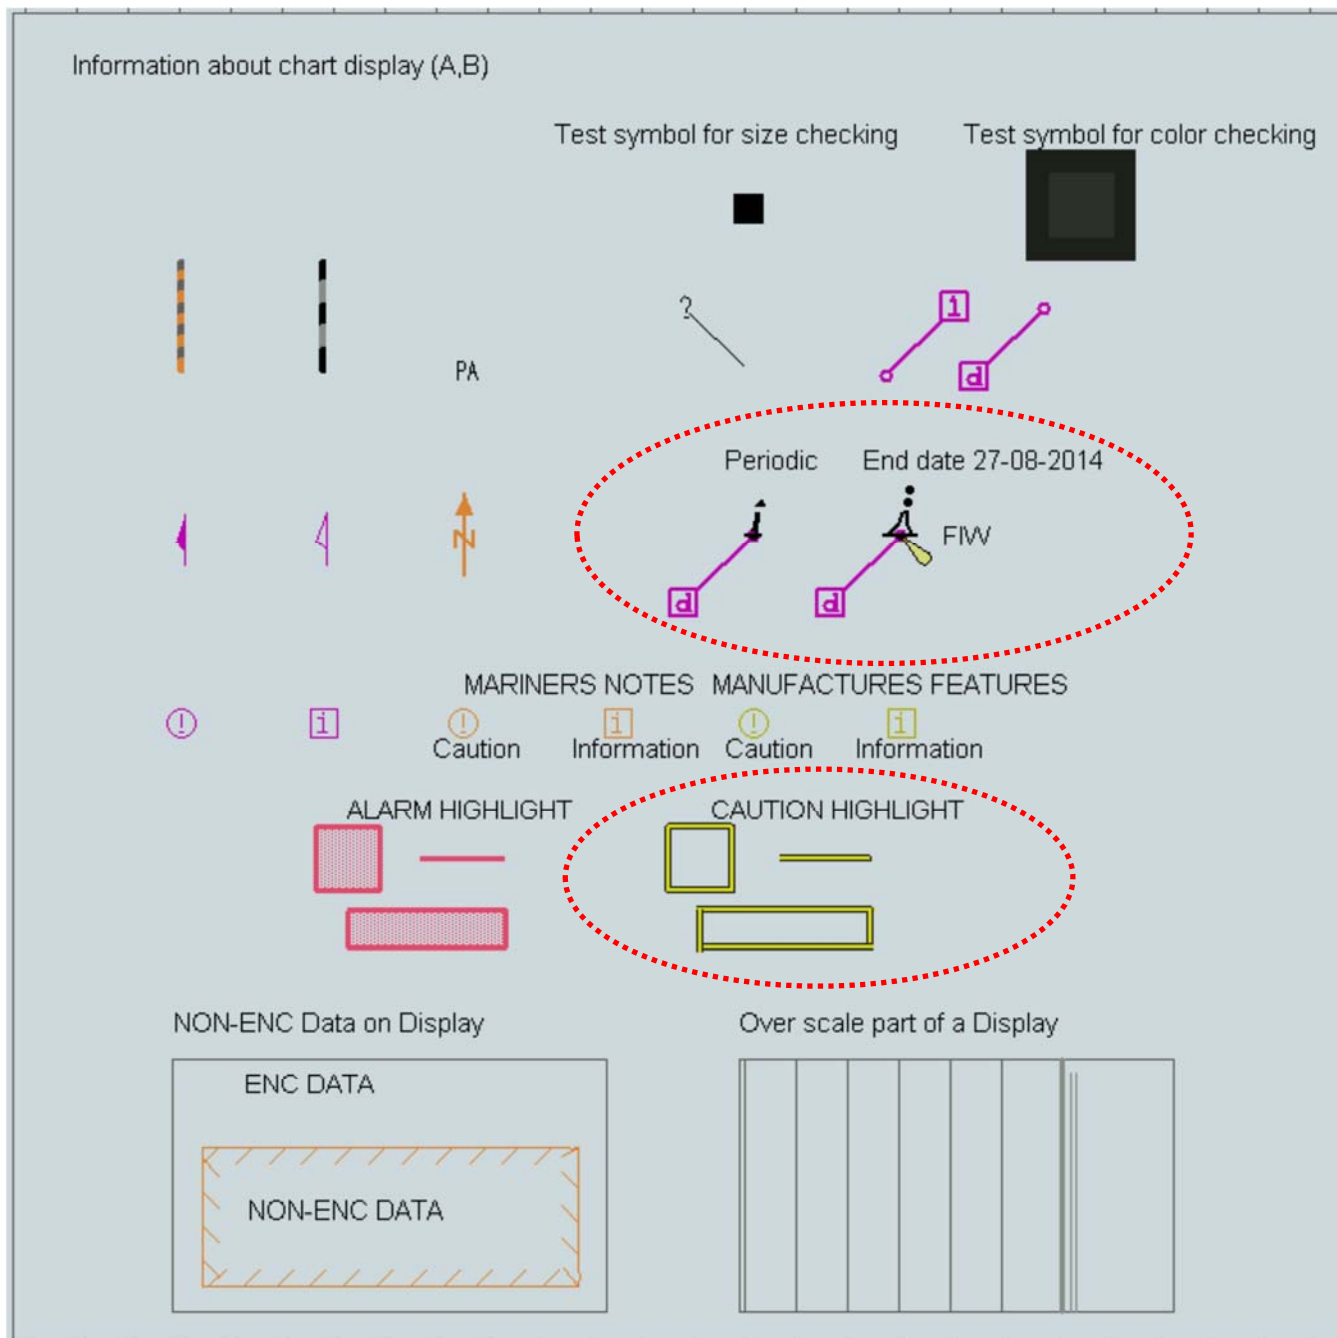 Information about chart display (A,B)
Test symbol for size checking
Test symbol for color checking
?
i
d
PA
Periodic
End date 27-08-2014
N
FIW
d
d
MARINERS NOTES
MANUFACTURES FEATURES
!
i
!
i
!
i
Caution
Information
Caution
Information
ALARM HIGHLIGHT
CAUTION HIGHLIGHT
NON-ENC Data on Display
Over scale part of a Display
ENC DATA
NON-ENC DATA